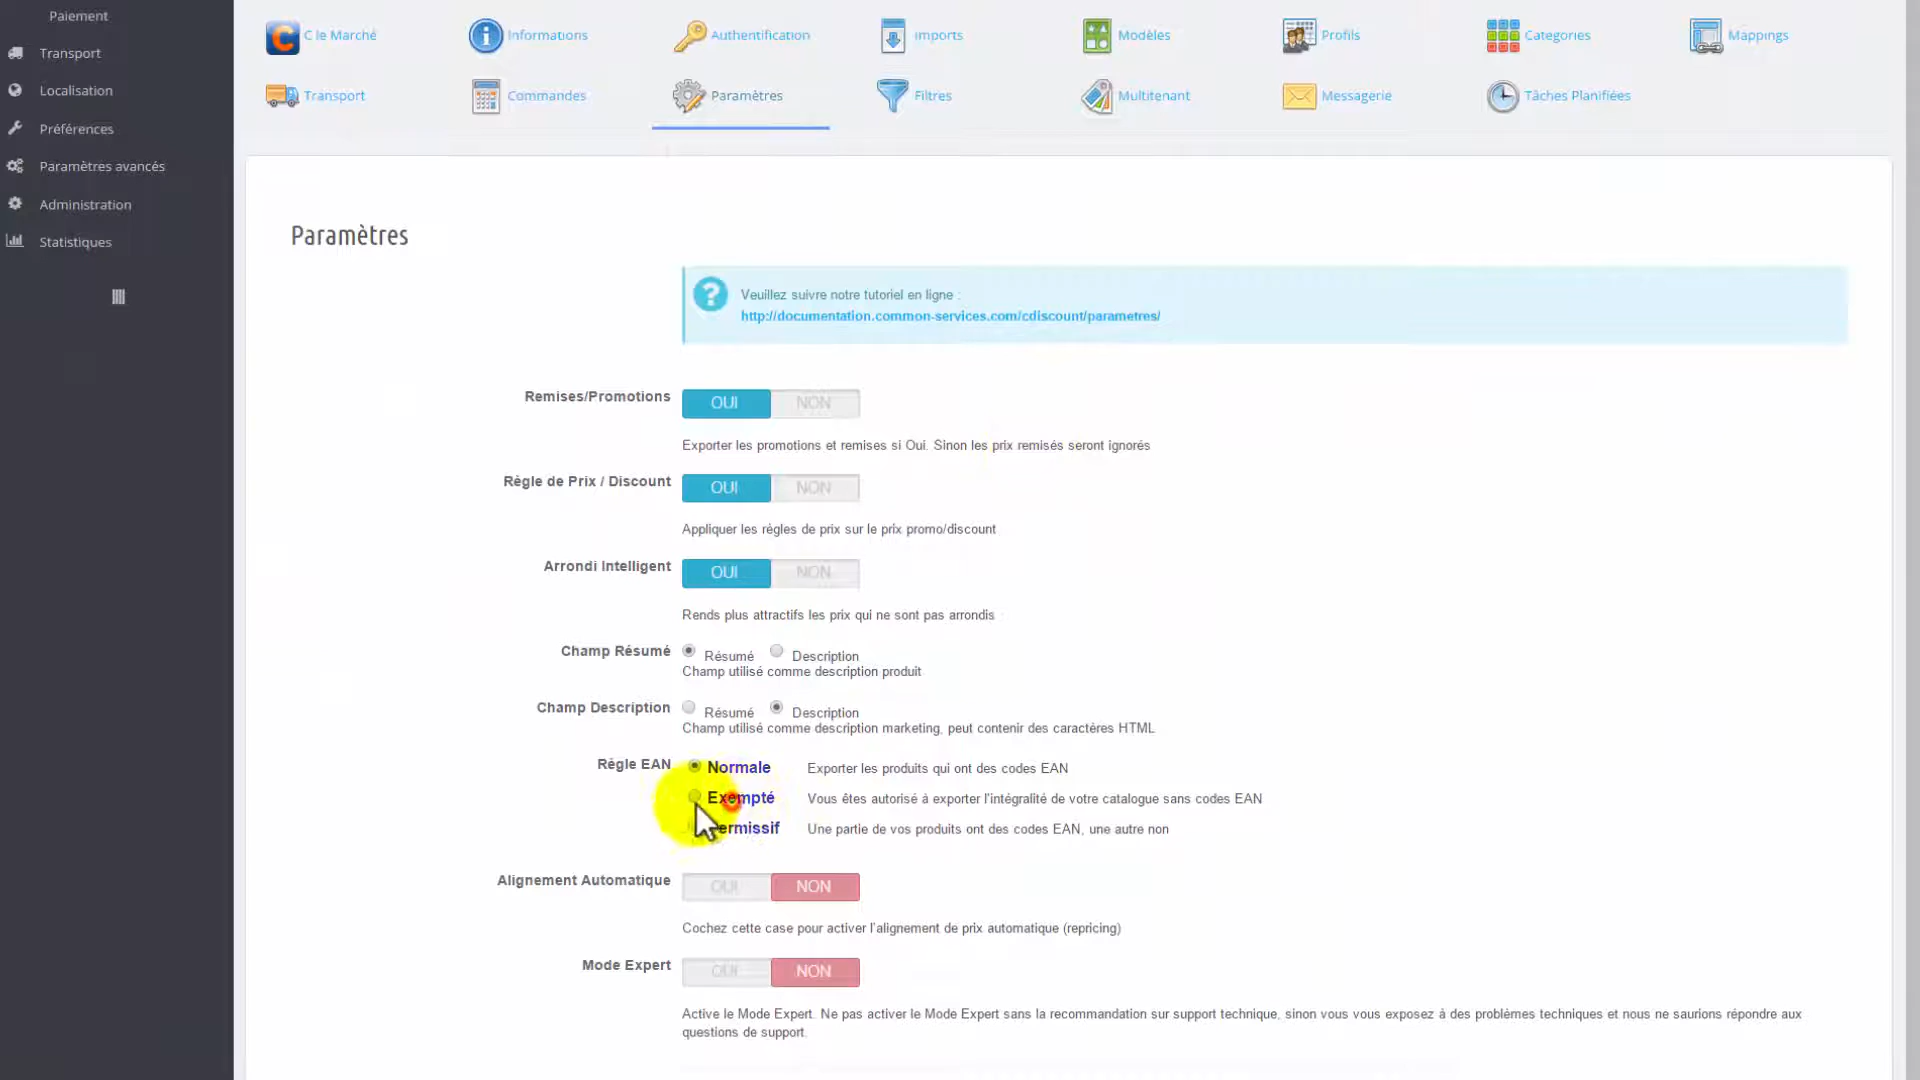 Paiement
Transport
Localisation
Préférences
Paramètres avancés
Administration
Statistiques
C le Marché
Informations
Authentification
Imports
Modèles
Profils
Categories
Mappings
Transport
Commandes
Paramètres
Filtres
Multitenant
Messagerie
Tâches Planifiées
Paramètres
Veuillez suivre notre tutoriel en ligne :
http://documentation.common-services.com/cdiscount/parametres/
Remises/Promotions OUI NON
Exporter les promotions et remises si Oui. Sinon les prix remisés seront ignorés
Règle de Prix / Discount OUI NON
Appliquer les règles de prix sur le prix promo/discount
Arrondi Intelligent OUI NON
Rends plus attractifs les prix qui ne sont pas arrondis
Champ Résumé Résumé Description
Champ utilisé comme description produit
Champ Description Résumé Description
Champ utilisé comme description marketing, peut contenir des caractères HTML
Règle EAN Normale Exporter les produits qui ont des codes EAN
Exempté Vous êtes autorisé à exporter l'intégralité de votre catalogue sans codes EAN
ermissif Une partie de vos produits ont des codes EAN, une autre non
Alignement Automatique OUI NON
Cochez cette case pour activer l'alignement de prix automatique (repricing)
Mode Expert OUI NON
Active le Mode Expert. Ne pas activer le Mode Expert sans la recommandation sur support technique, sinon vous vous exposez à des problèmes techniques et nous ne saurions répondre aux
questions de support.